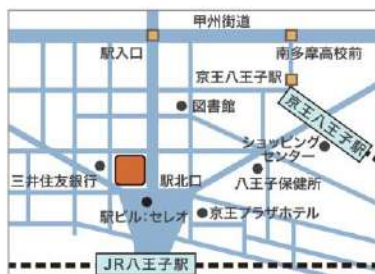 甲州街道
駅入口
南多摩高校前
京王八王子駅
図書館
京王八王子駅
ショッピング
センター
三井住友銀行
駅北口
八王子保健所
駅ビル:セレオ
京王プラザホテル
JR八王子駅